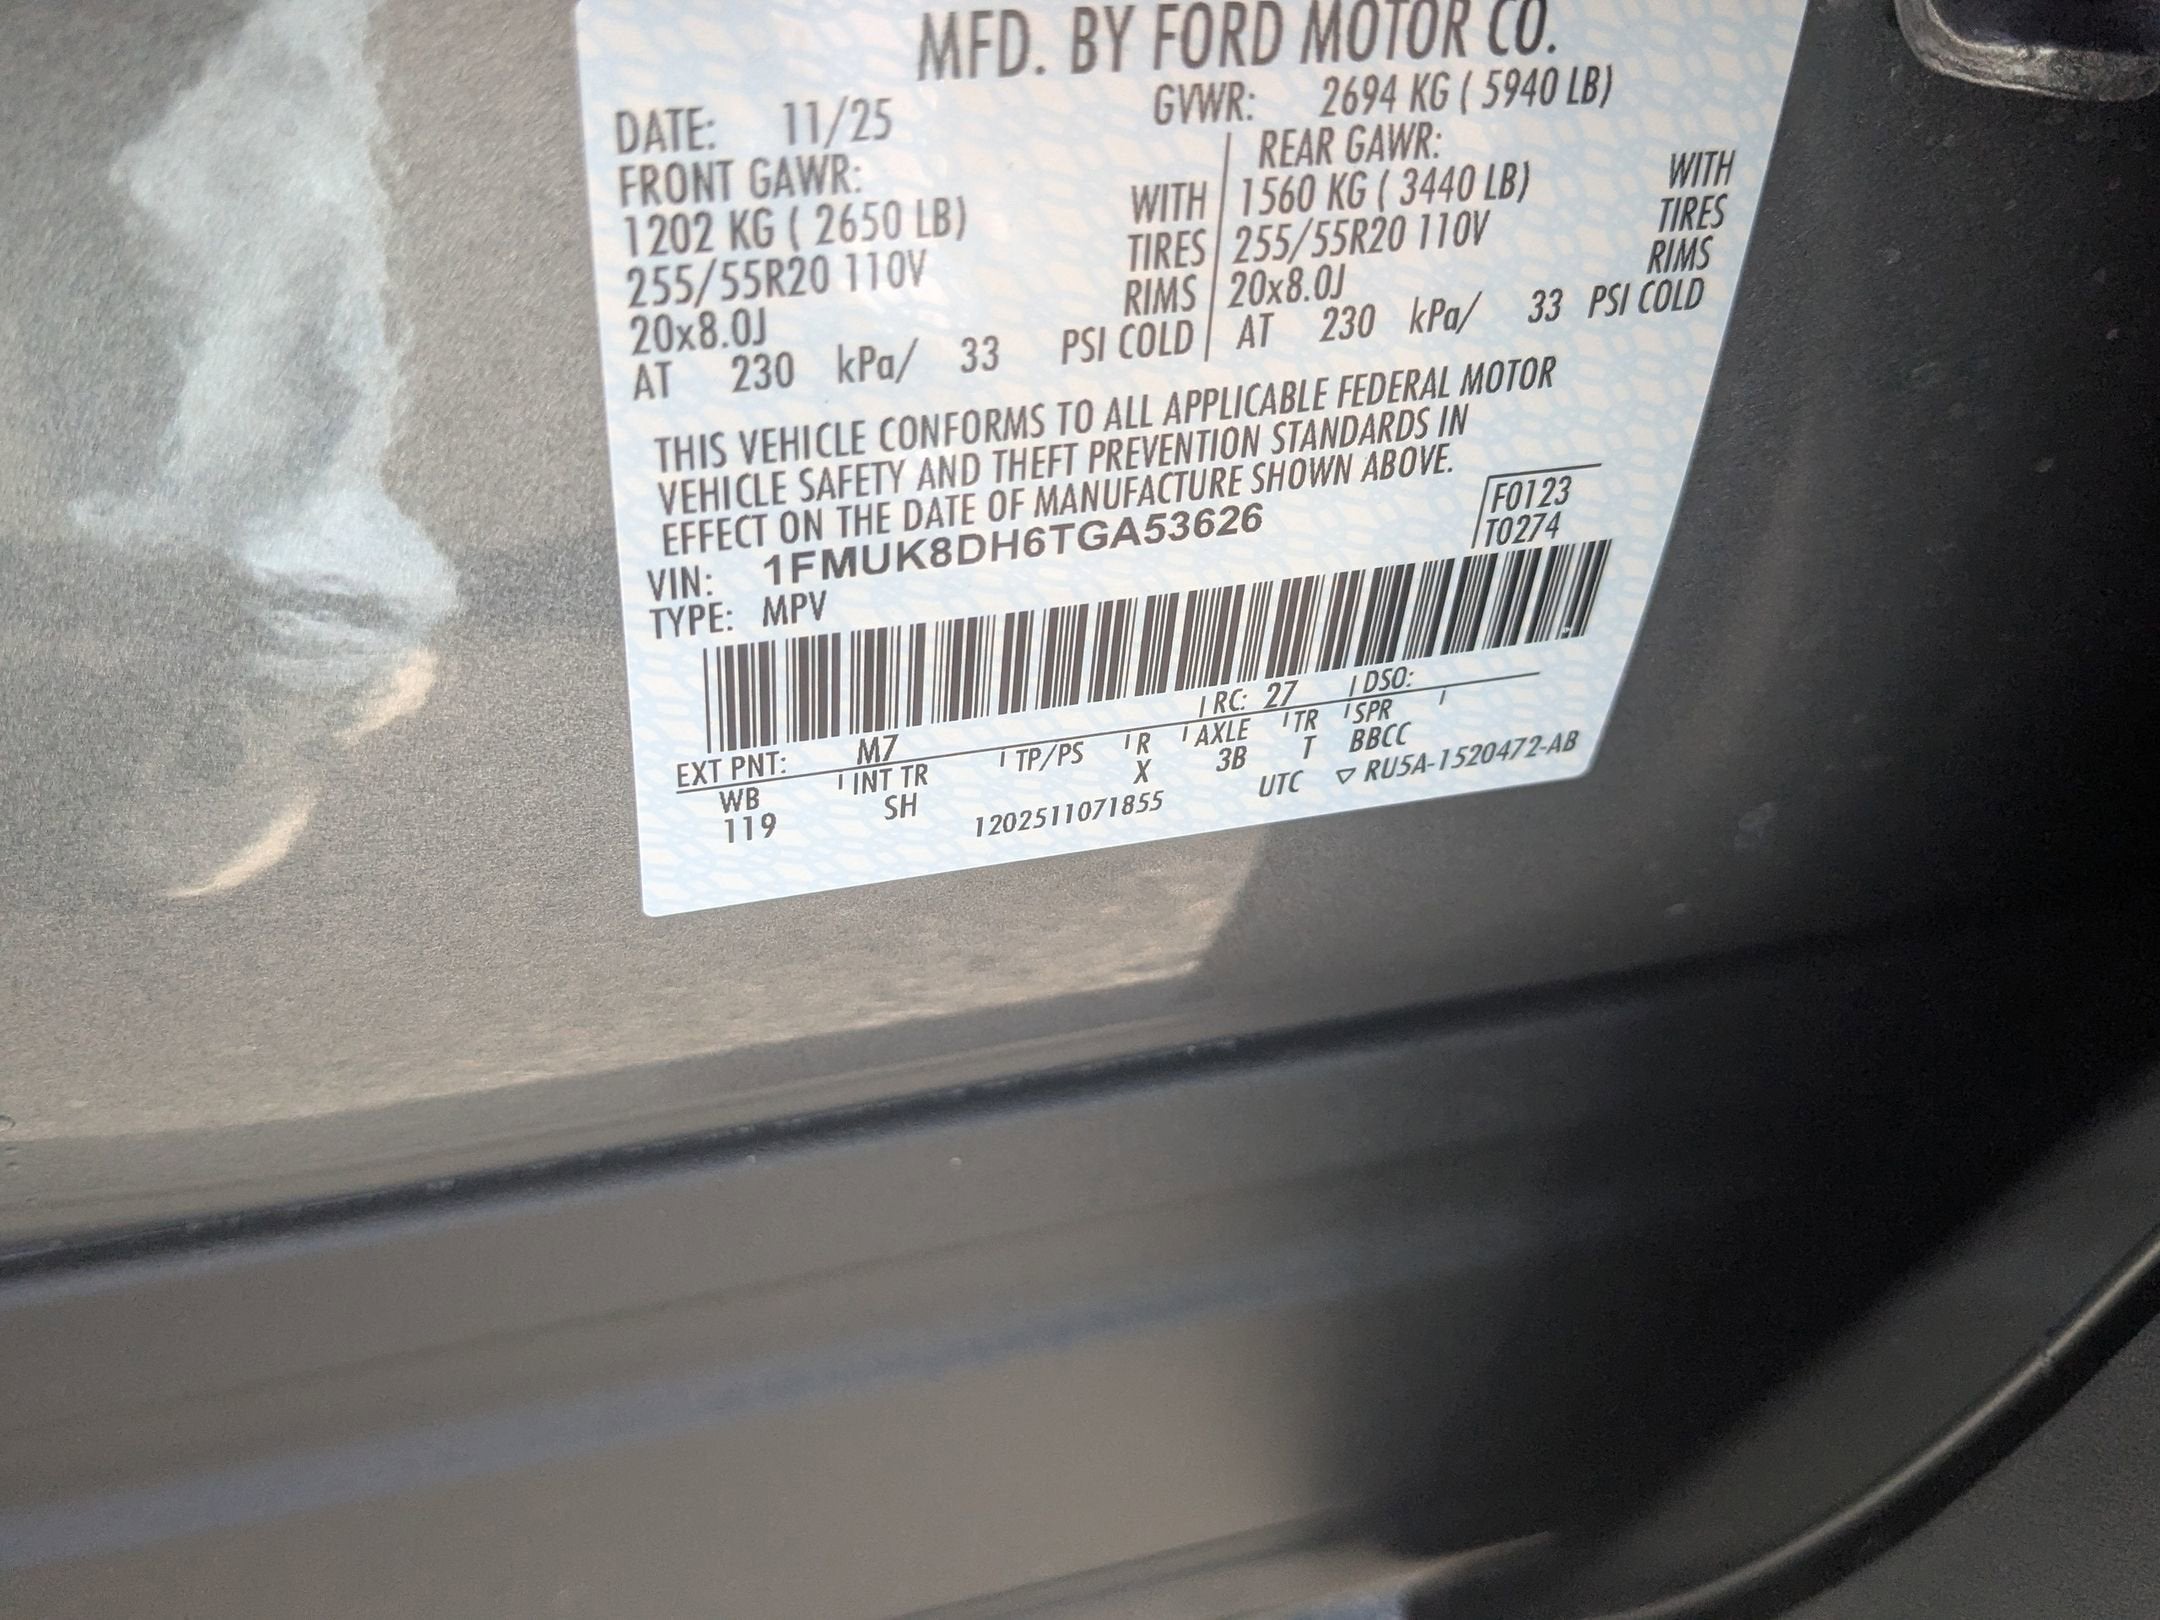 MFD. BY FORD MOTOR CO.
DATE: 11/25 GVWR: 2694 KG ( 5940 LB)
FRONT GAWR: REAR GAWR:
1202 KG ( 2650 LB) WITH 1560 KG ( 3440 LB) WITH
255/55R20 110V TIRES 255/55R20 110V TIRES
20x8.0J RIMS 20x8.0J RIMS
AT 230 kPa/ 33 PSI COLD AT 230 kPa/ 33 PSI COLD
THIS VEHICLE CONFORMS TO ALL APPLICABLE FEDERAL MOTOR
VEHICLE SAFETY AND THEFT PREVENTION STANDARDS IN
EFFECT ON THE DATE OF MANUFACTURE SHOWN ABOVE.
VIN: 1FMUK8DH6TGA53626 F0123
TYPE: MPV T0274
EXT PNT: M7 RC: 27 DSO:
WB INT TR TP/PS R AXLE TR SPR
119 SH X 3B T BBCC
1202511071855 UTC ▽ RU5A-1520472-AB